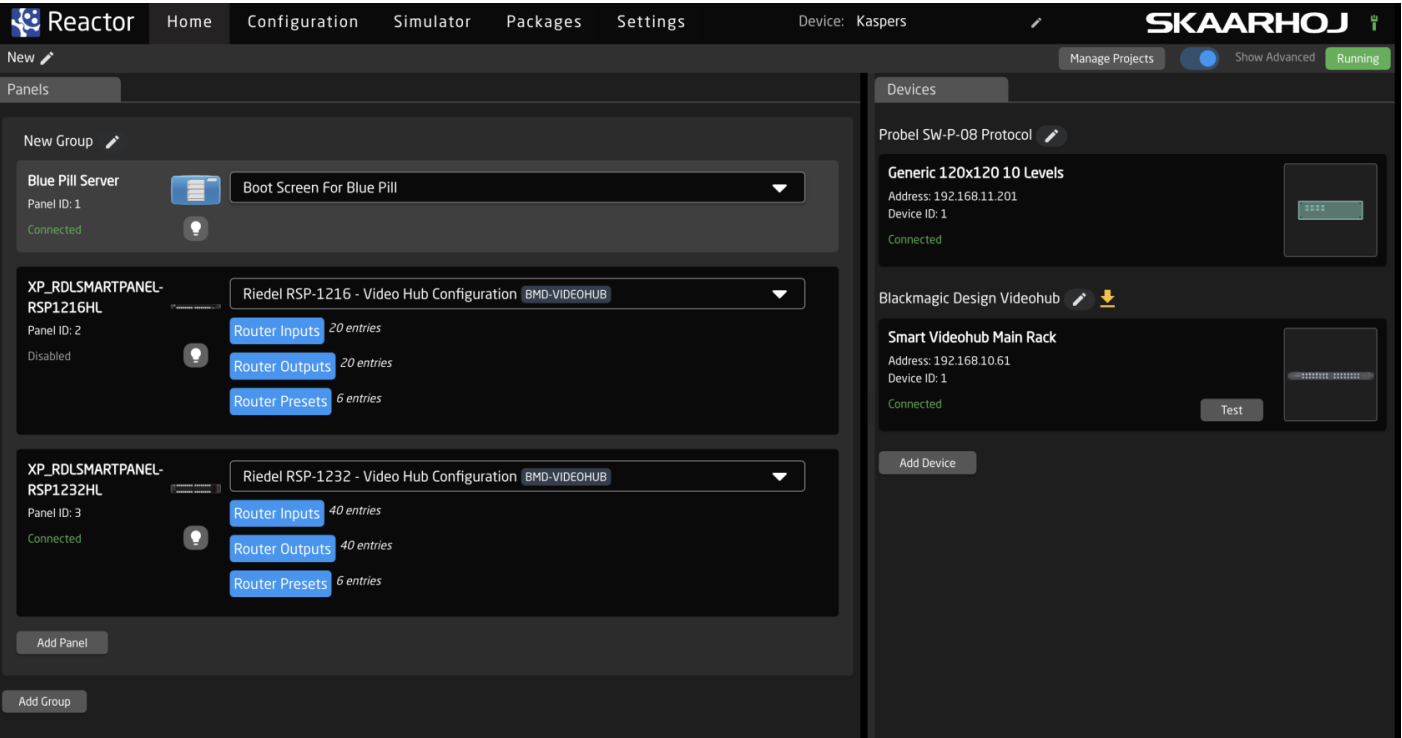 Reactor Home Configuration Simulator Packages Settings Device: Kaspers SKAARHOJ
New Manage Projects Show Advanced Running
Panels
New Group
Blue Pill Server
Panel ID: 1
Connected
Boot Screen For Blue Pill
XP_RDLSMARTPANEL-
RSP1216HL
Panel ID: 2
Disabled
Riedel RSP-1216 - Video Hub Configuration BMD-VIDEOHUB
Router Inputs 20 entries
Router Outputs 20 entries
Router Presets 6 entries
XP_RDLSMARTPANEL-
RSP1232HL
Panel ID: 3
Connected
Riedel RSP-1232 - Video Hub Configuration BMD-VIDEOHUB
Router Inputs 40 entries
Router Outputs 40 entries
Router Presets 6 entries
Add Panel
Add Group
Devices
Probel SW-P-08 Protocol
Generic 120x120 10 Levels
Address: 192.168.11.201
Device ID: 1
Connected
Blackmagic Design Videohub
Smart Videohub Main Rack
Address: 192.168.10.61
Device ID: 1
Connected
Test
Add Device